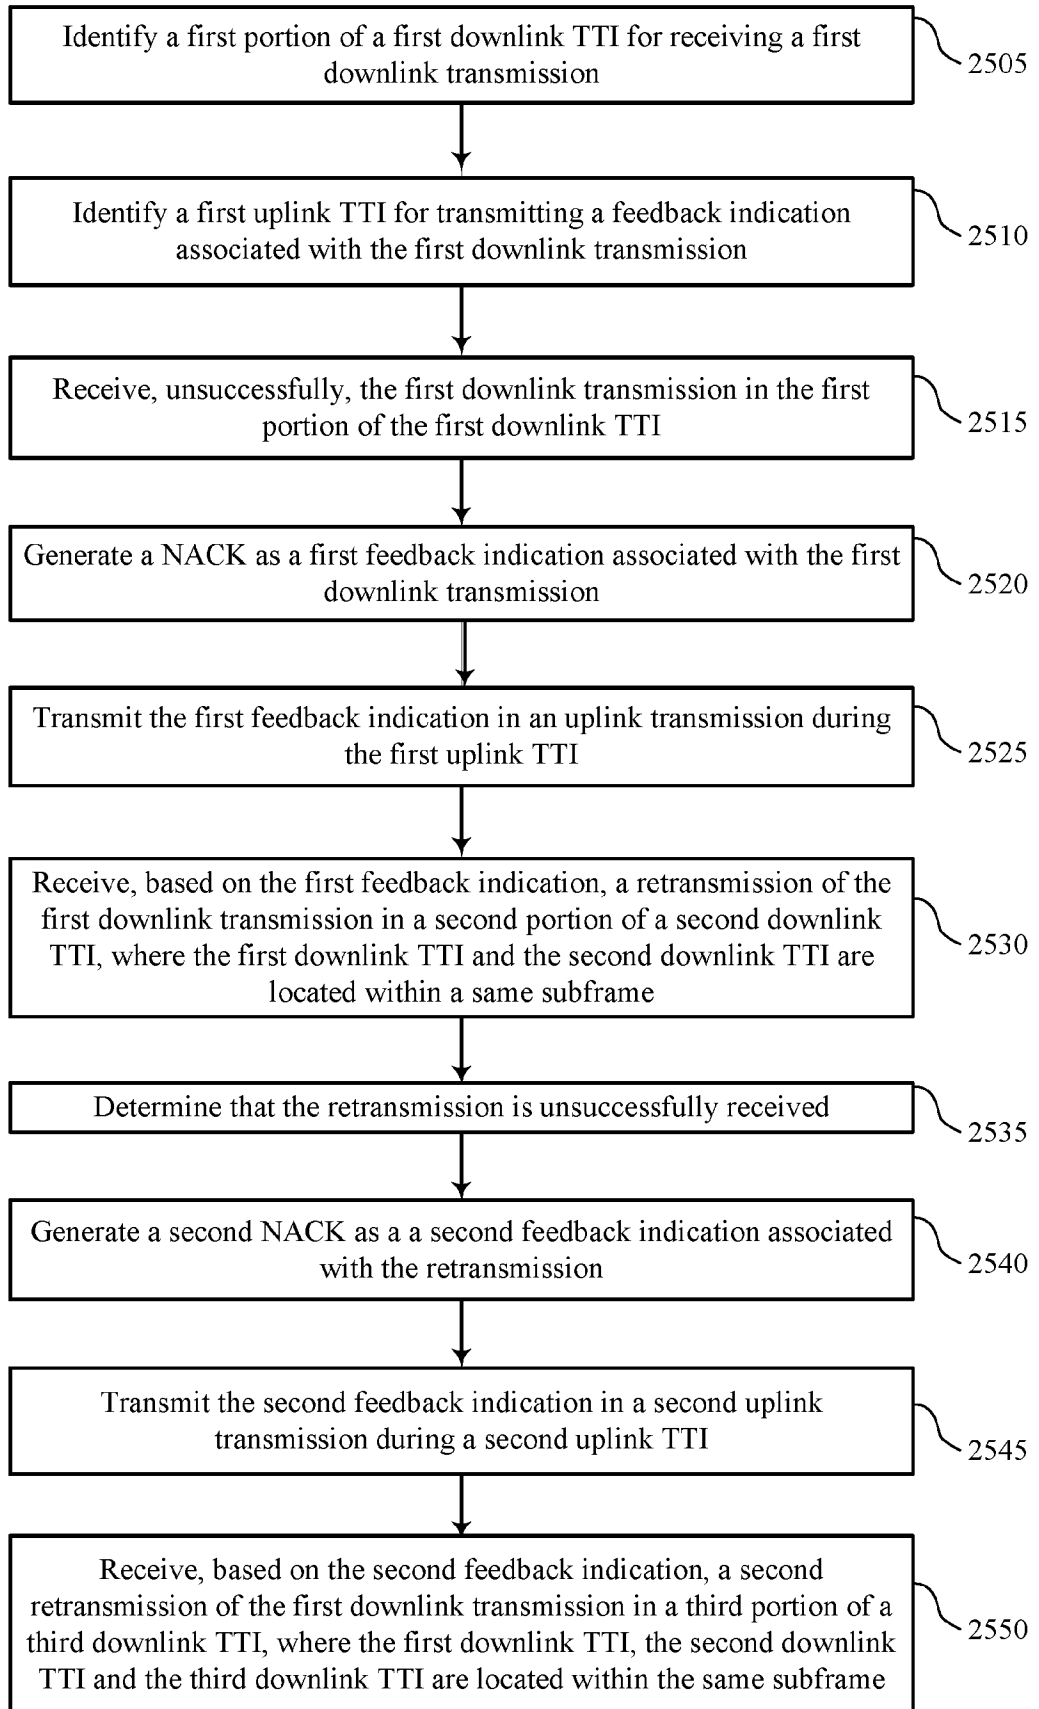 Identify a first portion of a first downlink TTI for receiving a first
downlink transmission
2505
Identify a first uplink TTI for transmitting a feedback indication
associated with the first downlink transmission
2510
Receive, unsuccessfully, the first downlink transmission in the first
portion of the first downlink TTI
2515
Generate a NACK as a first feedback indication associated with the first
downlink transmission
2520
Transmit the first feedback indication in an uplink transmission during
the first uplink TTI
2525
Receive, based on the first feedback indication, a retransmission of the
first downlink transmission in a second portion of a second downlink
TTI, where the first downlink TTI and the second downlink TTI are
located within a same subframe
2530
Determine that the retransmission is unsuccessfully received
2535
Generate a second NACK as a a second feedback indication associated
with the retransmission
2540
Transmit the second feedback indication in a second uplink
transmission during a second uplink TTI
2545
Receive, based on the second feedback indication, a second
retransmission of the first downlink transmission in a third portion of a
third downlink TTI, where the first downlink TTI, the second downlink
TTI and the third downlink TTI are located within the same subframe
2550